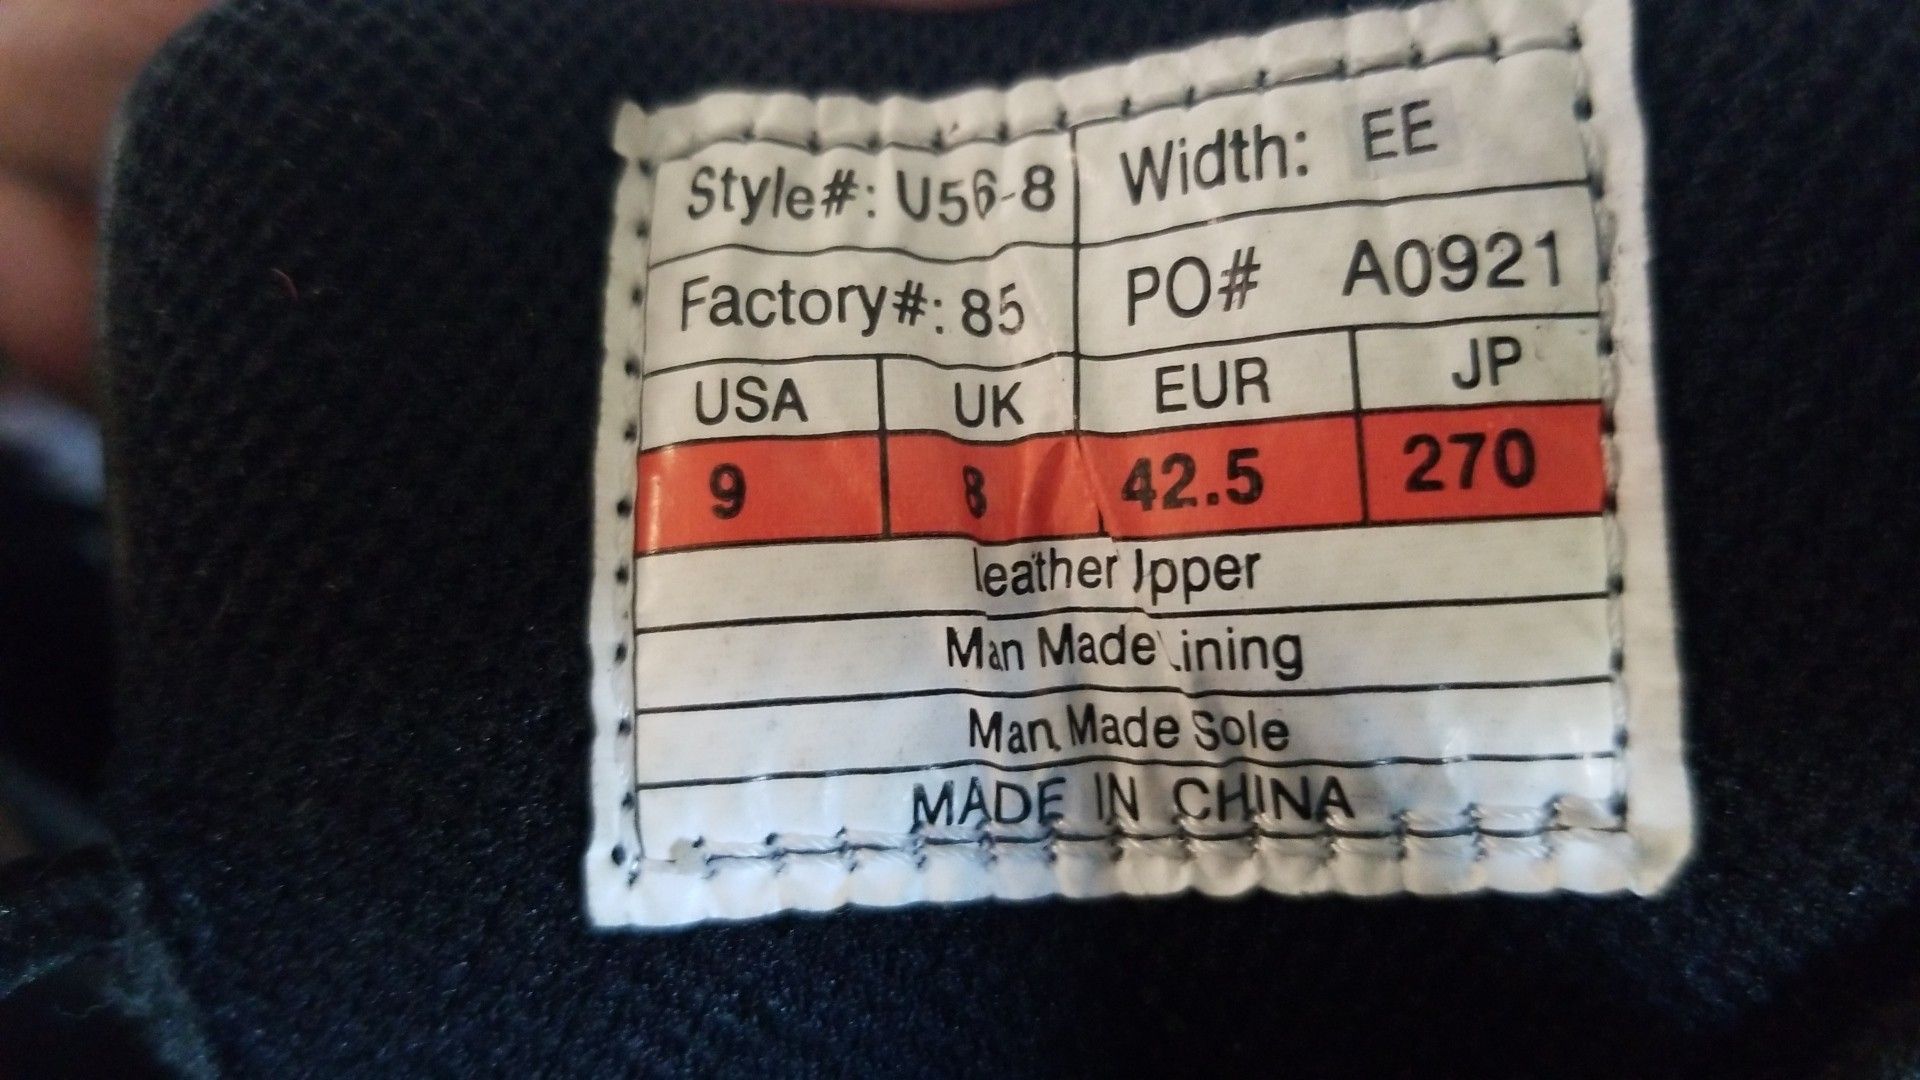 Style#: U56-8 Width: EE
Factory#: 85 PO# A0921
USA UK EUR JP
9 8 42.5 270
Leather Upper
Man Made Lining
Man Made Sole
MADE IN CHINA